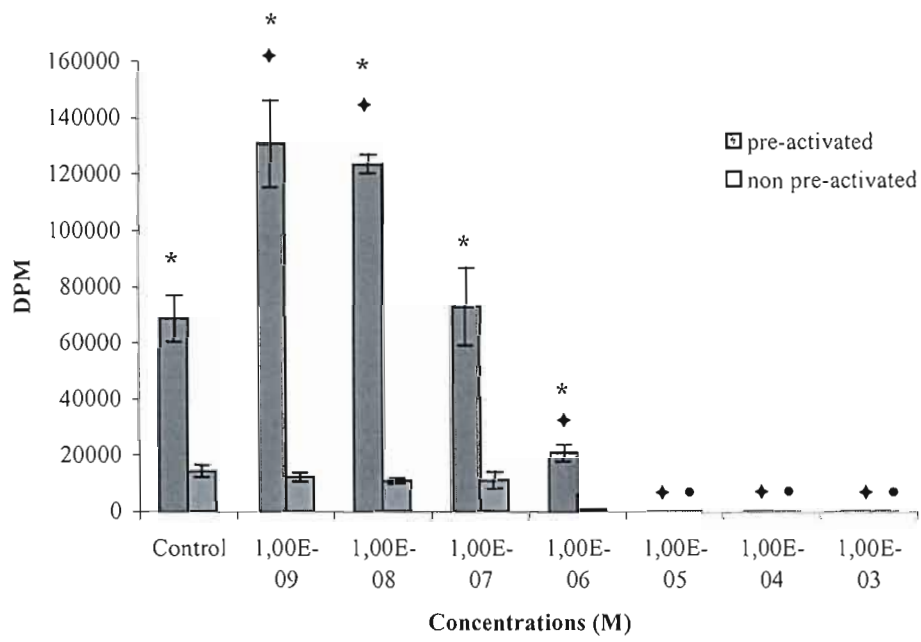 160000
140000
120000
100000
80000
60000
40000
20000
0
DPM
* * * * *
pre-activated
non pre-activated
Control 1,00E-09 1,00E-08 1,00E-07 1,00E-06 1,00E-05 1,00E-04 1,00E-03
Concentrations (M)